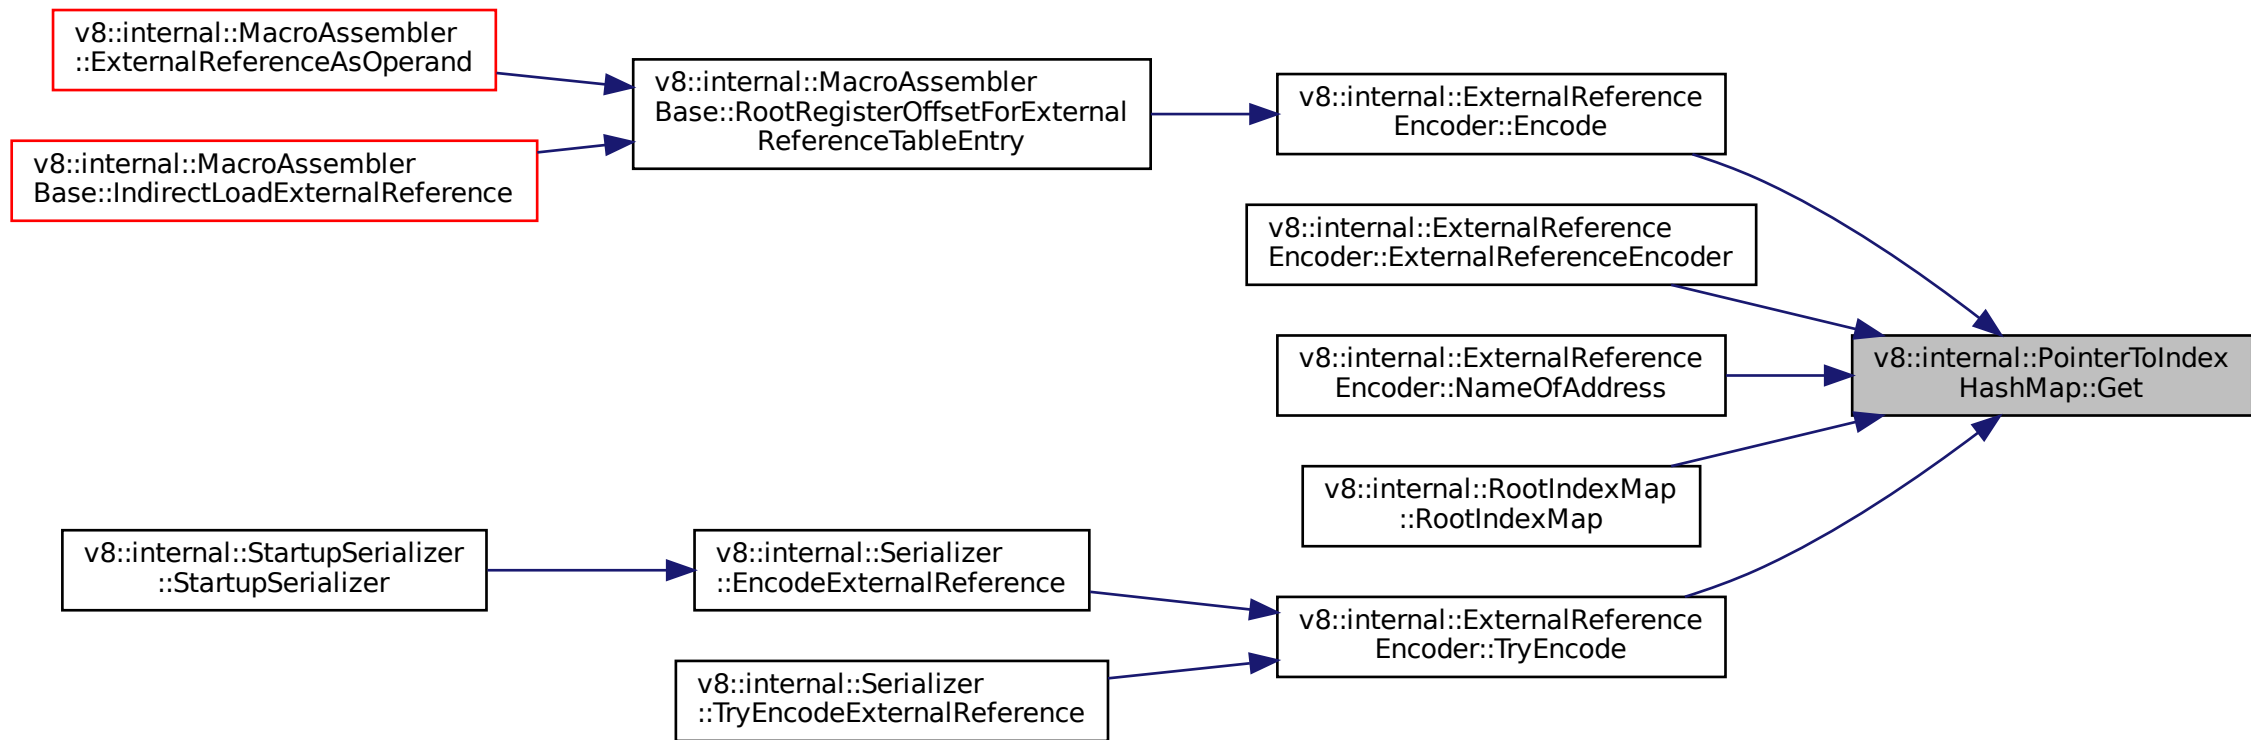 v8::internal::MacroAssembler
::ExternalReferenceAsOperand
v8::internal::MacroAssembler
Base::IndirectLoadExternalReference
v8::internal::MacroAssembler
Base::RootRegisterOffsetForExternal
ReferenceTableEntry
v8::internal::ExternalReference
Encoder::Encode
v8::internal::ExternalReference
Encoder::ExternalReferenceEncoder
v8::internal::ExternalReference
Encoder::NameOfAddress
v8::internal::PointerToIndex
HashMap::Get
v8::internal::RootIndexMap
::RootIndexMap
v8::internal::StartupSerializer
::StartupSerializer
v8::internal::Serializer
::EncodeExternalReference
v8::internal::ExternalReference
Encoder::TryEncode
v8::internal::Serializer
::TryEncodeExternalReference